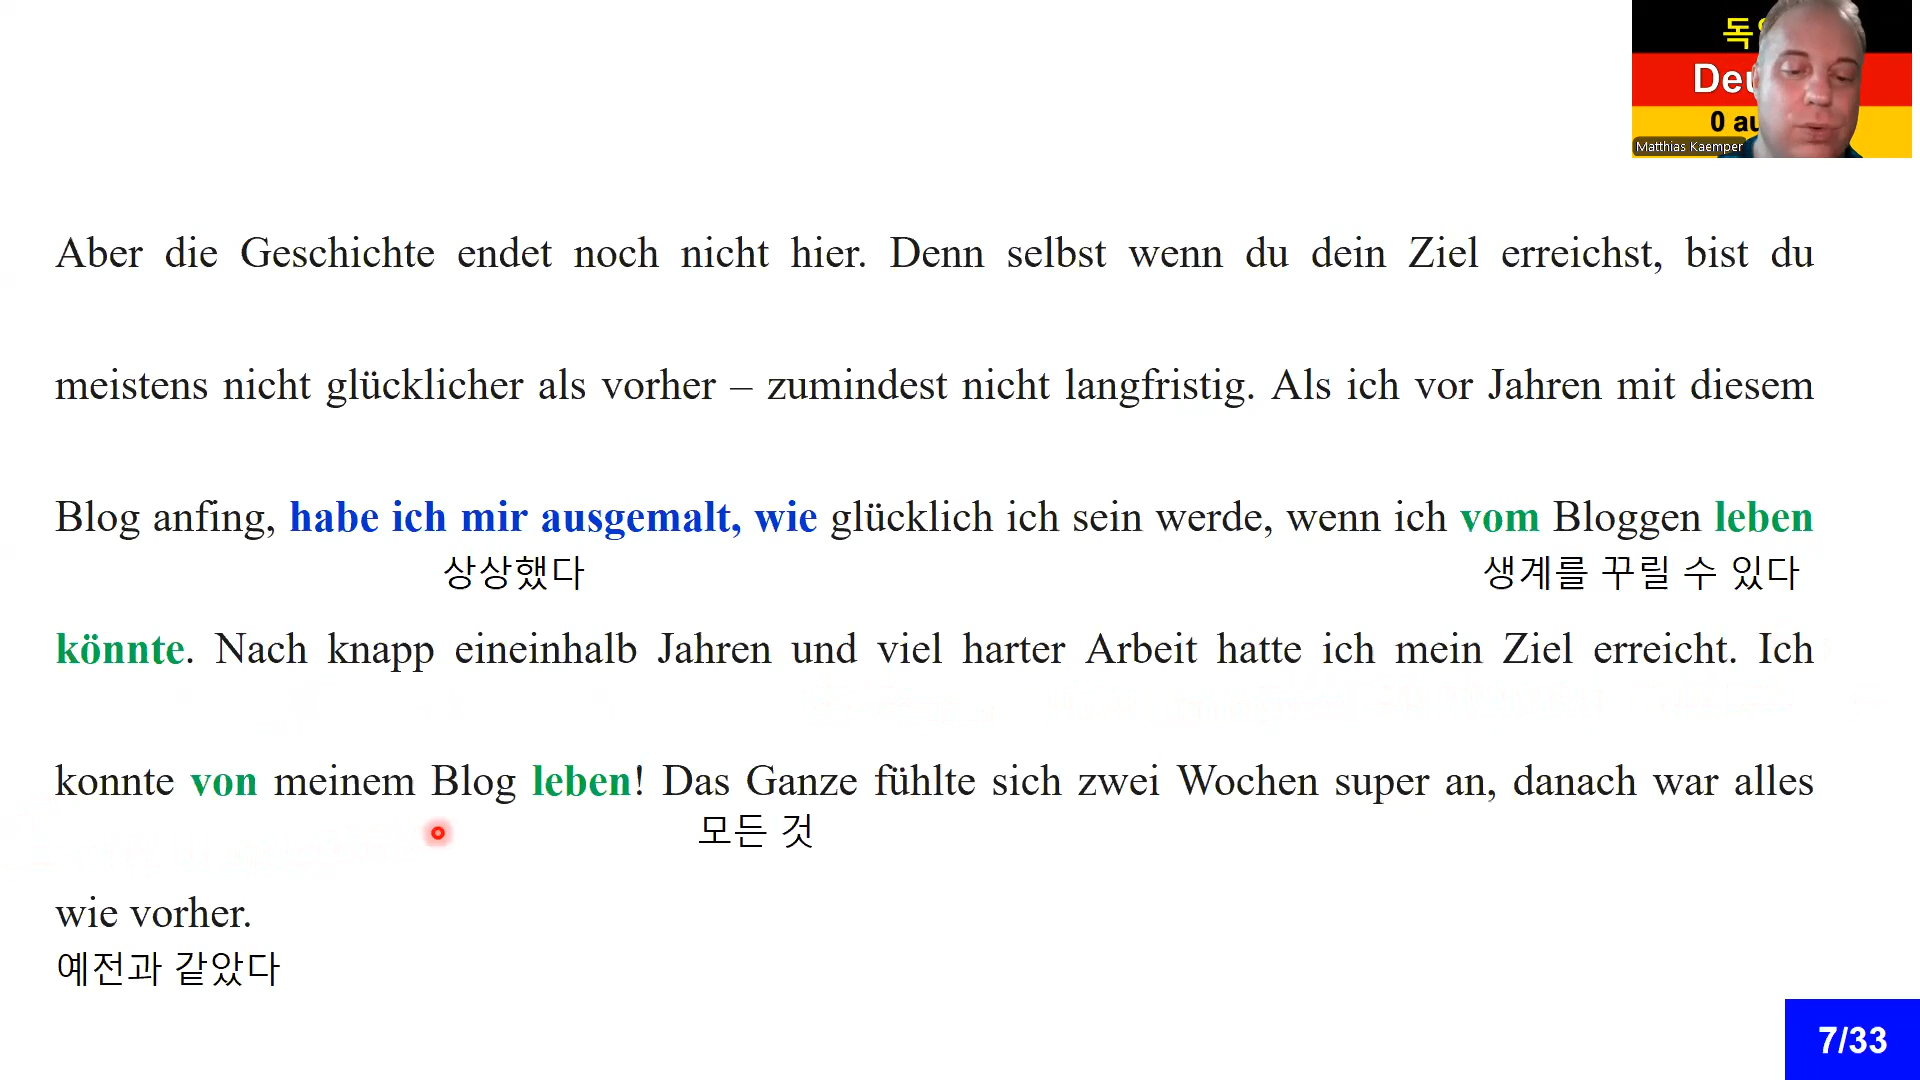 독
Deu
0 au
Matthias Kaemper
Aber die Geschichte endet noch nicht hier. Denn selbst wenn du dein Ziel erreichst, bist du
meistens nicht glücklicher als vorher – zumindest nicht langfristig. Als ich vor Jahren mit diesem
Blog anfing, habe ich mir ausgemalt, wie glücklich ich sein werde, wenn ich vom Bloggen leben
상상했다 생계를 꾸릴 수 있다
könnte. Nach knapp eineinhalb Jahren und viel harter Arbeit hatte ich mein Ziel erreicht. Ich
konnte von meinem Blog leben! Das Ganze fühlte sich zwei Wochen super an, danach war alles
모든 것
wie vorher.
예전과 같았다
7/33